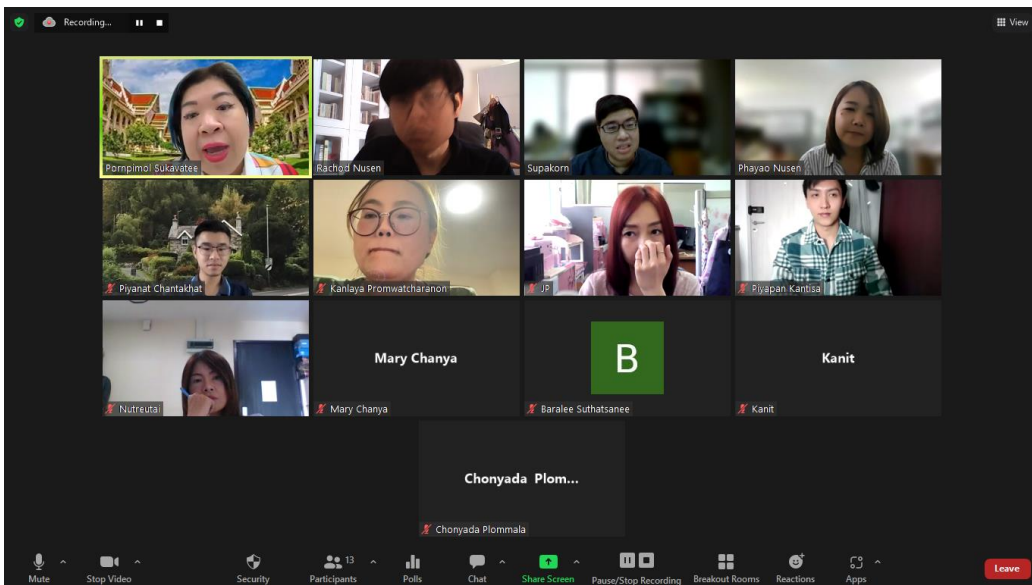 Recording...
View
Pornpimol Sukavatee
Rachod Nusen
Supakorn
Phayao Nusen
Piyanat Chantakhat
Kanlaya Promwatcharanon
JP
Piyapan Kantisa
Nutreutai
Mary Chanya
Mary Chanya
B
Baralee Suthatsanee
Kanit
Kanit
Chonyada Plom...
Chonyada Plommala
Mute
Stop Video
Security
13
Participants
Polls
Chat
Share Screen
Pause/Stop Recording
Breakout Rooms
Reactions
Apps
Leave